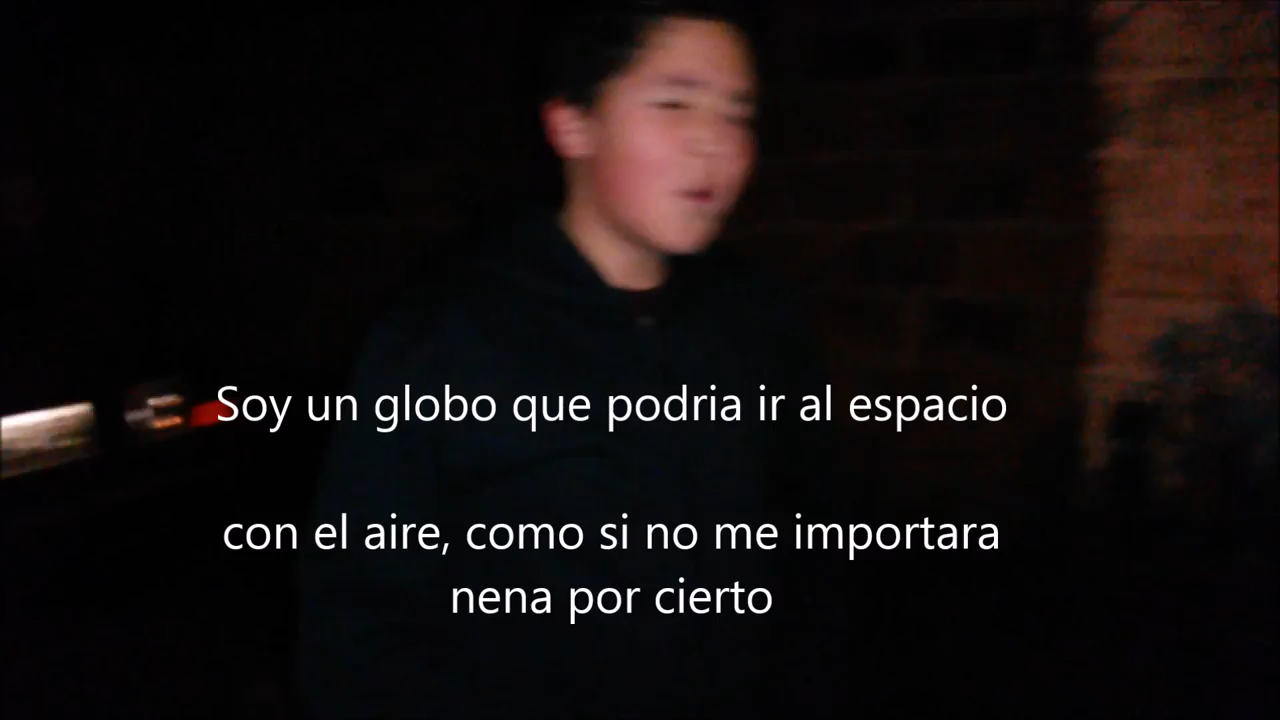 Soy un globo que podria ir al espacio
con el aire, como si no me importara
nena por cierto